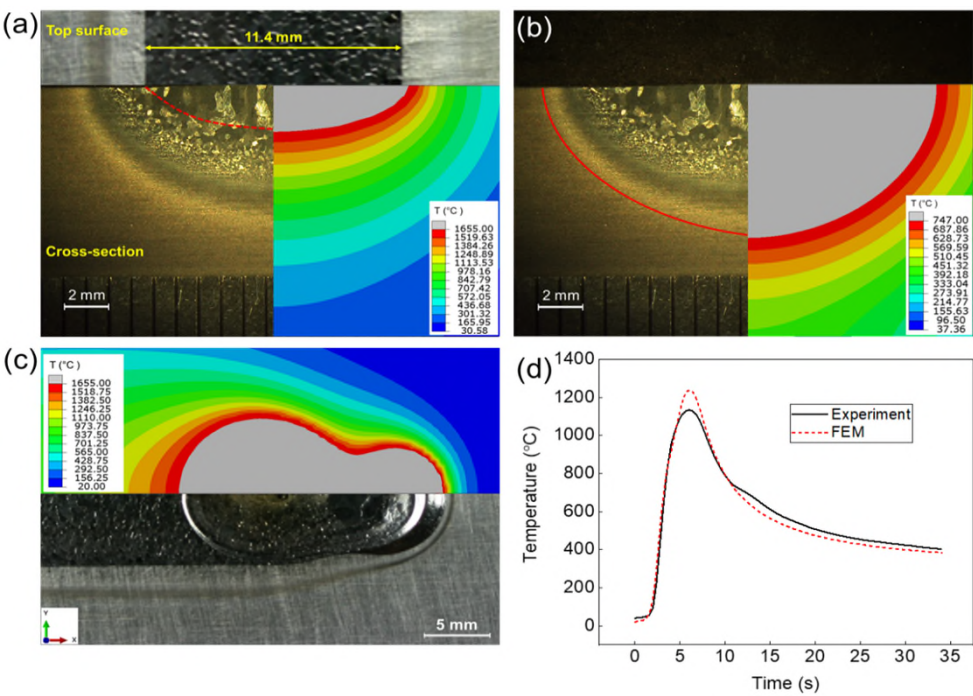 (a)
Top surface
11.4 mm
Cross-section
2 mm
T (°C)
1655.00
1519.63
1384.26
1248.89
1113.53
978.16
842.79
707.42
572.05
436.68
301.32
165.95
30.58
(b)
2 mm
T (°C)
747.00
687.86
628.73
569.59
510.45
451.32
392.18
333.04
273.91
214.77
155.63
96.50
37.36
(c)
T (°C)
1655.00
1518.75
1382.50
1246.25
1110.00
973.75
837.50
701.25
565.00
428.75
292.50
156.25
20.00
Y
X
5 mm
(d)
Temperature (°C)
1400
1200
1000
800
600
400
200
0
Experiment
FEM
0 5 10 15 20 25 30 35
Time (s)